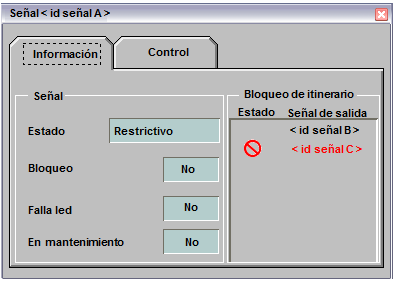 Señal < id señal A >
Información
Control
Señal
Estado
Restrictivo
Bloqueo
No
Falla led
No
En mantenimiento
No
Bloqueo de itinerario
Estado
Señal de salida
< id señal B >
< id señal C >